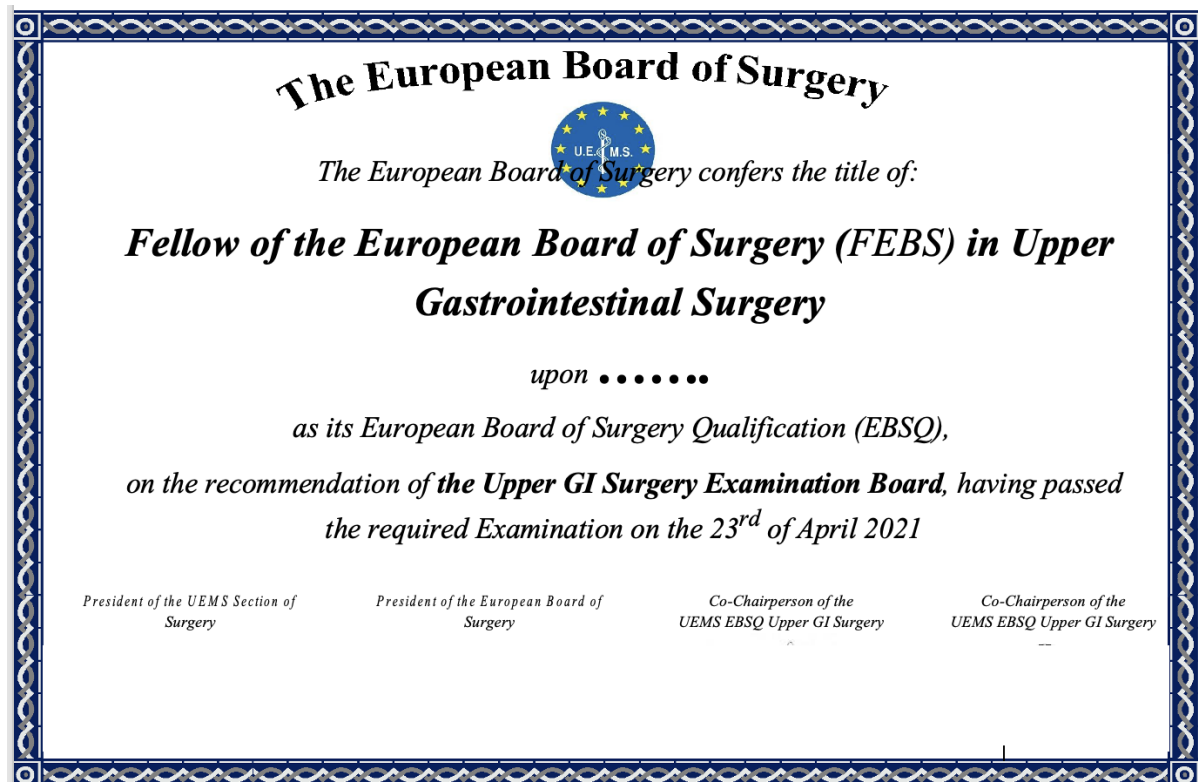 The European Board of Surgery
U.E.M.S.
The European Board of Surgery confers the title of:
Fellow of the European Board of Surgery (FEBS) in Upper
Gastrointestinal Surgery
upon .......
as its European Board of Surgery Qualification (EBSQ),
on the recommendation of the Upper GI Surgery Examination Board, having passed
the required Examination on the 23rd of April 2021
President of the UEMS Section of
Surgery
President of the European Board of
Surgery
Co-Chairperson of the
UEMS EBSQ Upper GI Surgery
Co-Chairperson of the
UEMS EBSQ Upper GI Surgery